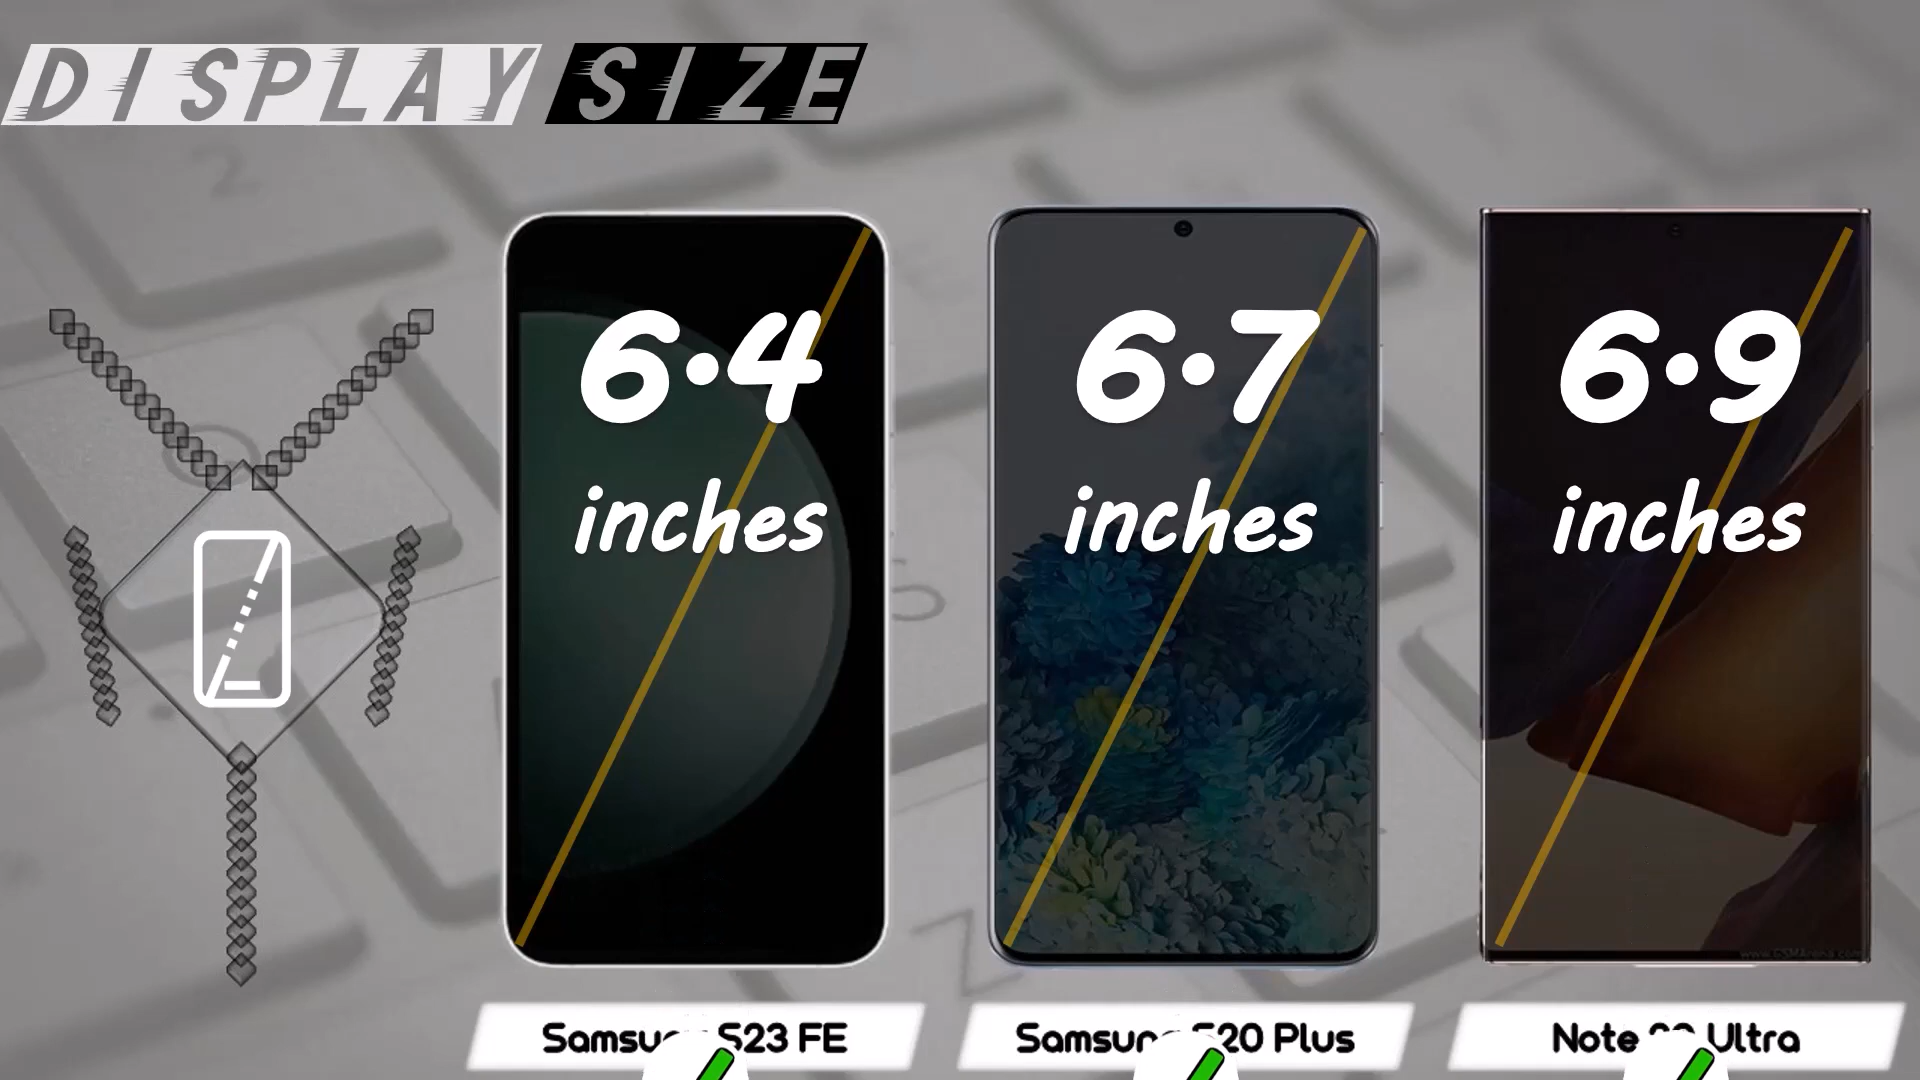 DISPLAY SIZE
6.4
inches
6.7
inches
6.9
inches
S23 FE
Plus
Note Ultra